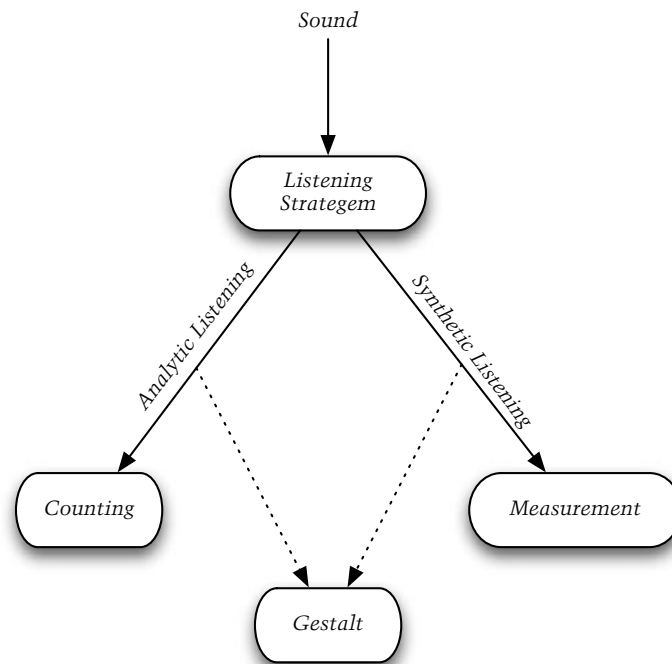 Sound
Listening
Strategem
Analytic Listening
Synthetic Listening
Counting
Measurement
Gestalt